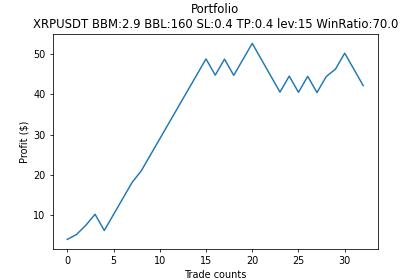 Portfolio
XRPUSDT BBM:2.9 BBL:160 SL:0.4 TP:0.4 lev:15 WinRatio:70.0
50
40
30
20
10
Profit ($)
0 5 10 15 20 25 30
Trade counts